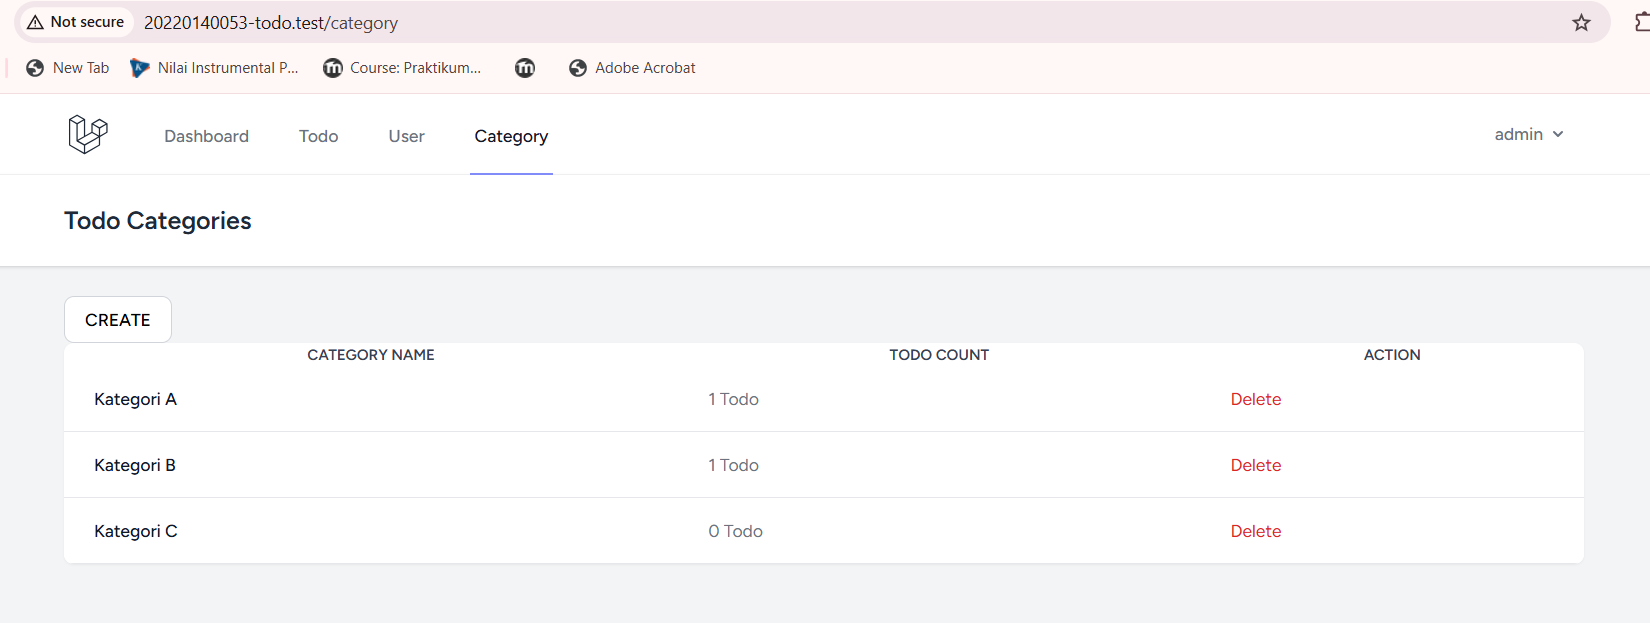 Not secure 20220140053-todo.test/category
New Tab Nilai Instrumental P... Course: Praktikum... Adobe Acrobat
Dashboard Todo User Category admin
Todo Categories
CREATE
CATEGORY NAME TODO COUNT ACTION
Kategori A 1 Todo Delete
Kategori B 1 Todo Delete
Kategori C 0 Todo Delete